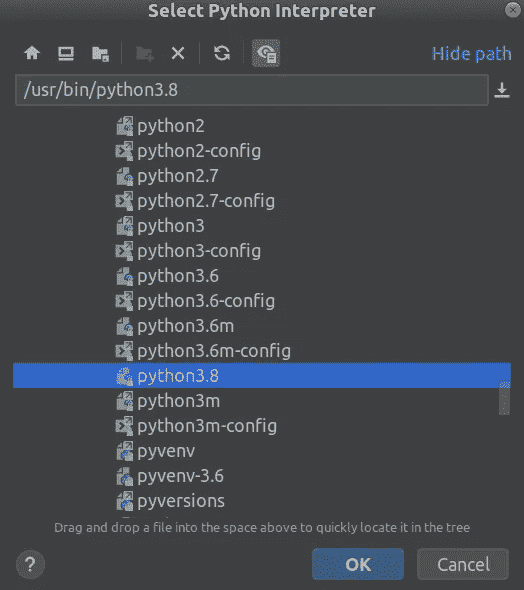 Select Python Interpreter
Hide path
/usr/bin/python3.8
python2
python2-config
python2.7
python2.7-config
python3
python3-config
python3.6
python3.6-config
python3.6m
python3.6m-config
python3.8
python3m
python3m-config
pyvenv
pyvenv-3.6
pyversions
Drag and drop a file into the space above to quickly locate it in the tree
? OK Cancel